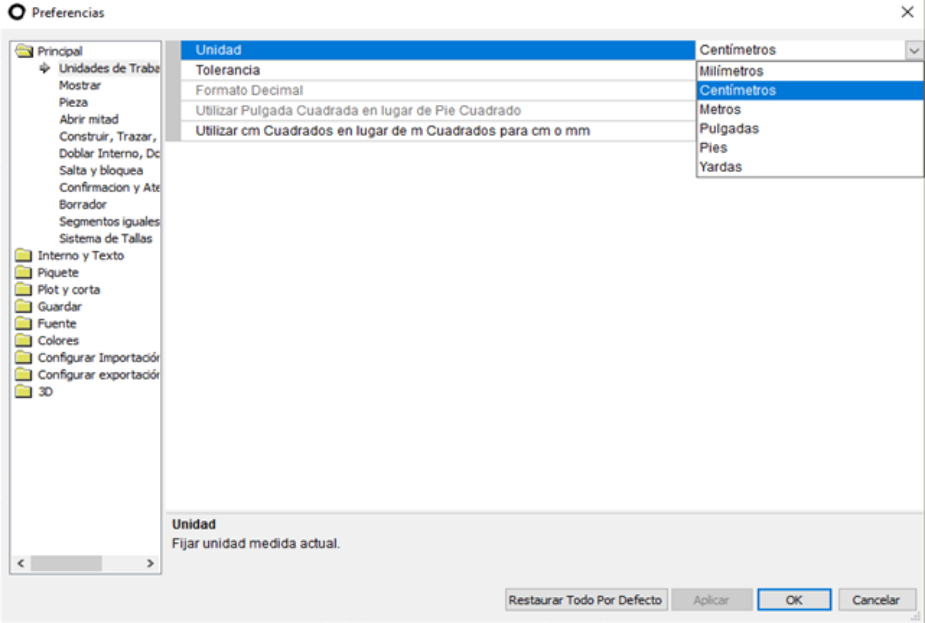 Preferencias
Principal
Unidades de Traba
Mostrar
Pieza
Abrir mitad
Construir, Trazar,
Doblar Interno, Dc
Salta y bloquea
Confirmacion y Ate
Borrador
Segmentos iguales
Sistema de Tallas
Interno y Texto
Piquete
Plot y corta
Guardar
Fuente
Colores
Configurar Importación
Configurar exportación
3D
Unidad Centímetros
Tolerancia
Formato Decimal
Utilizar Pulgada Cuadrada en lugar de Pie Cuadrado
Utilizar cm Cuadrados en lugar de m Cuadrados para cm o mm
Milímetros
Centímetros
Metros
Pulgadas
Pies
Yardas
Unidad
Fijar unidad medida actual.
Restaurar Todo Por Defecto Aplicar OK Cancelar